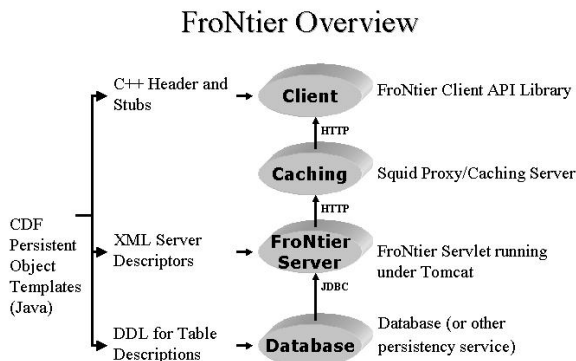 FroNtier Overview
C++ Header and
Stubs
Client
FroNtier Client API Library
HTTP
Caching
Squid Proxy/Caching Server
HTTP
CDF
Persistent
Object
Templates
(Java)
XML Server
Descriptors
FroNtier
Server
FroNtier Servlet running
under Tomcat
JDBC
DDL for Table
Descriptions
Database
Database (or other
persistency service)